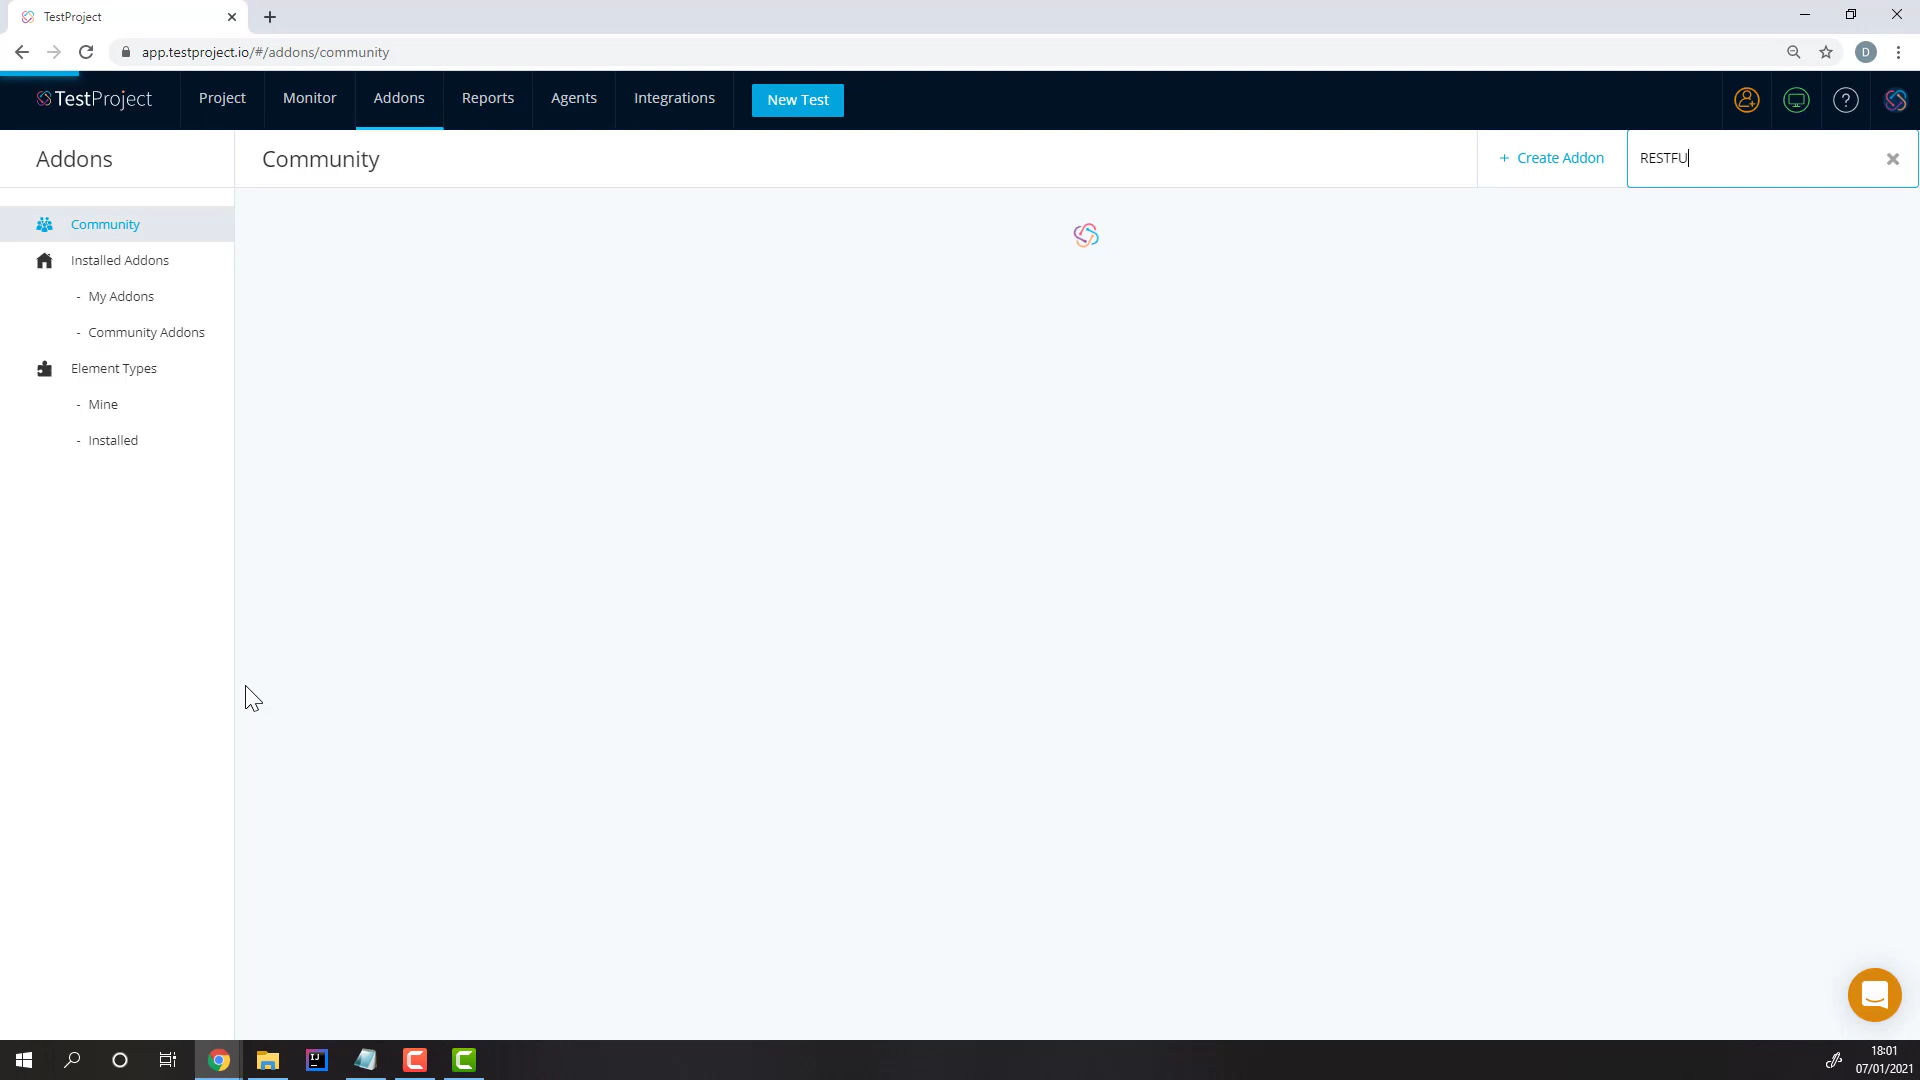 TestProject
app.testproject.io/#/addons/community
D
TestProject
Project
Monitor
Addons
Reports
Agents
Integrations
New Test
?
Addons
Community
+ Create Addon
RESTFU
Community
Installed Addons
- My Addons
- Community Addons
Element Types
- Mine
- Installed
18:01
07/01/2021